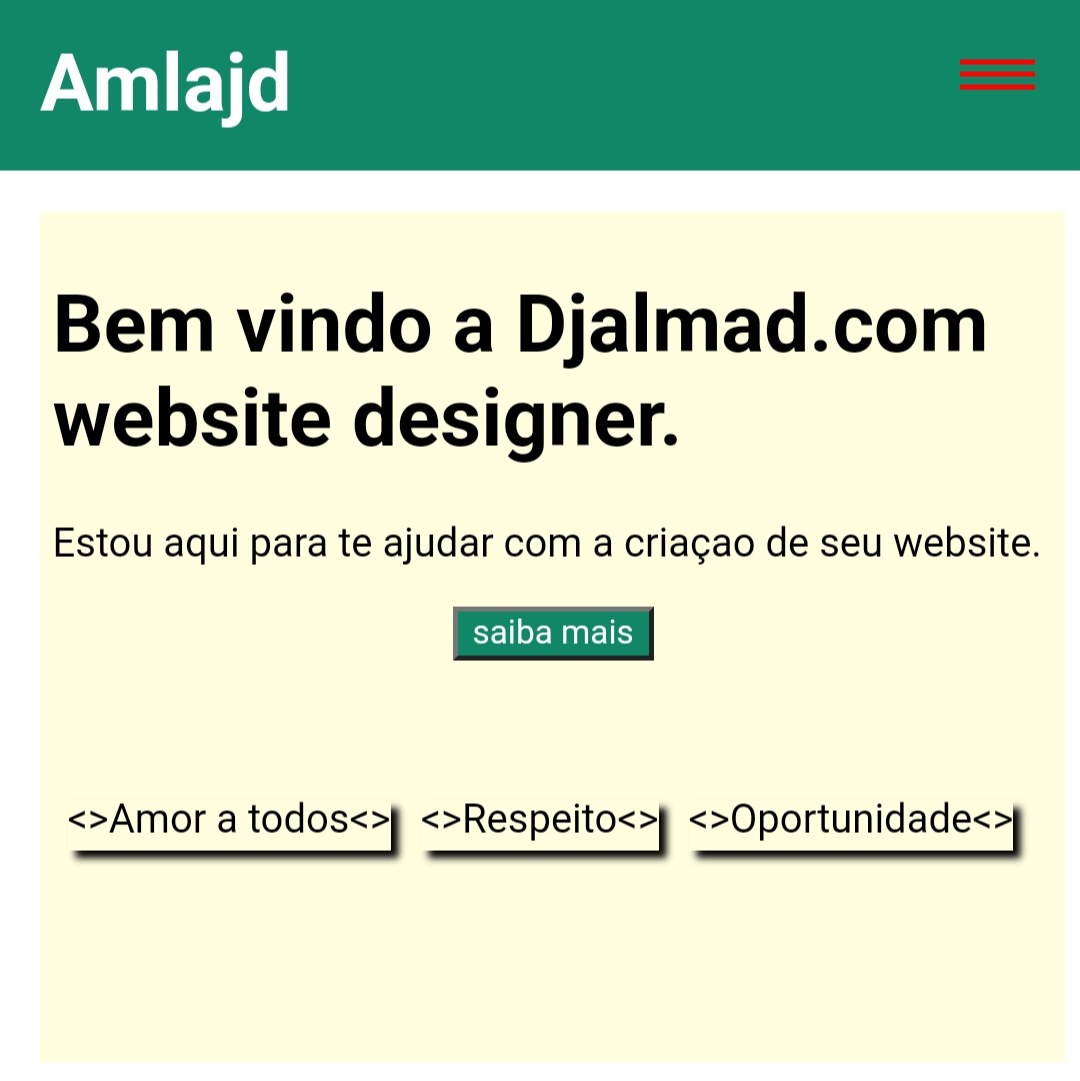 Amlajd
Bem vindo a Djalmad.com
website designer.
Estou aqui para te ajudar com a criaçao de seu website.
saiba mais
<>Amor a todos<> <>Respeito<> <>Oportunidade<>